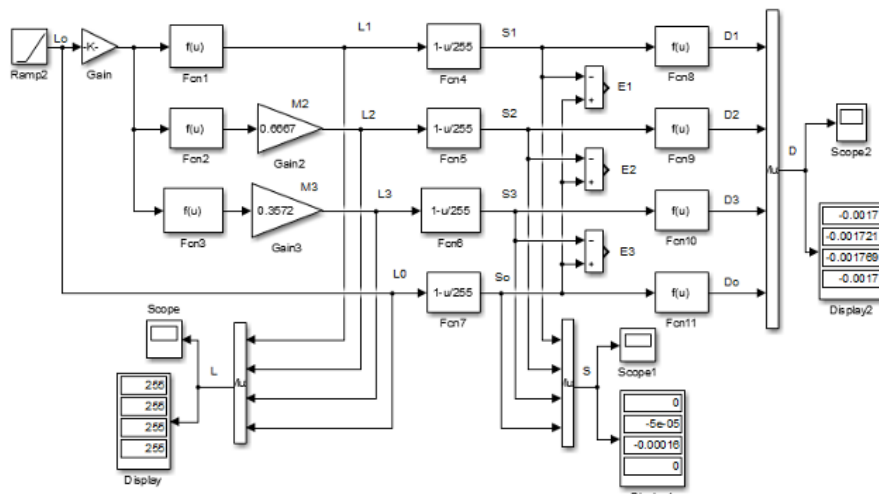 Lo L1 S1 D1
-K- f(u) 1-u/255 f(u)
Ramp2 Gain Fcn1 Fcn4 Fcn8
E1
M2 L2 S2 D2
f(u) 0.6667 1-u/255 f(u)
Fcn2 Gain2 Fcn5 Fcn9
D Scope2
E2
M3 L3 S3 D3
f(u) 0.3572 1-u/255 f(u)
Fcn3 Gain3 Fcn6 Fcn10
E3
-0.0017
-0.001721
-0.001769
-0.0017
Display2
L0 So Do
1-u/255 f(u)
Fcn7 Fcn11
Scope
L
255
255
255
255
Display
S
Scope1
0
-5e-05
-0.00016
0